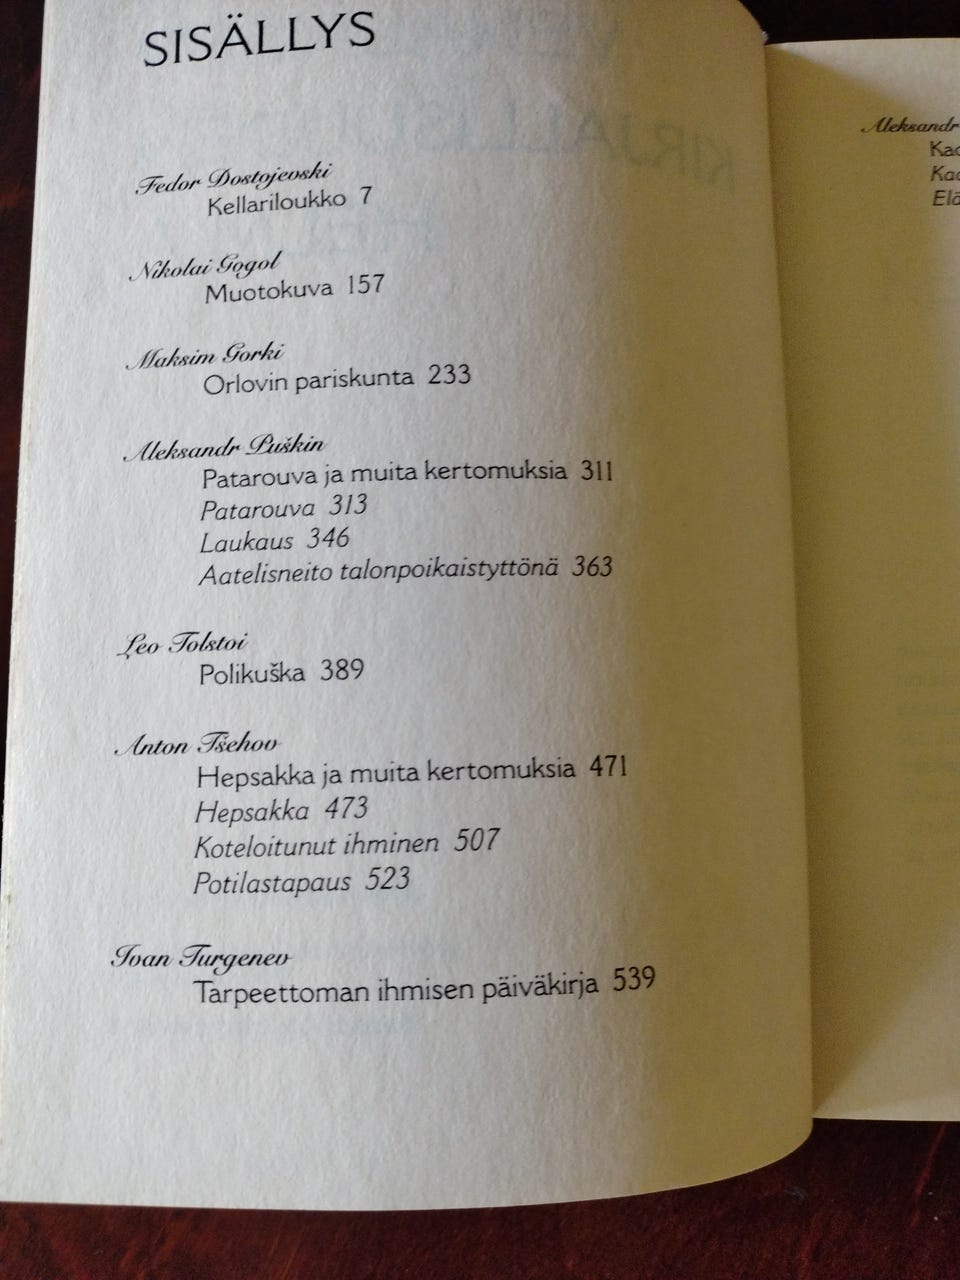 SISÄLLYS
Fedor Dostojevski
Kellariloukko 7
Nikolai Gogol
Muotokuva 157
Maksim Gorki
Orlovin pariskunta 233
Aleksandr Puškin
Patarouva ja muita kertomuksia 311
Patarouva 313
Laukaus 346
Aatelisneito talonpoikaistyttönä 363
Leo Tolstoi
Polikuška 389
Anton Tšehov
Hepsakka ja muita kertomuksia 471
Hepsakka 473
Koteloitunut ihminen 507
Potilastapaus 523
Ivan Turgenev
Tarpeettoman ihmisen päiväkirja 539
Aleksandr